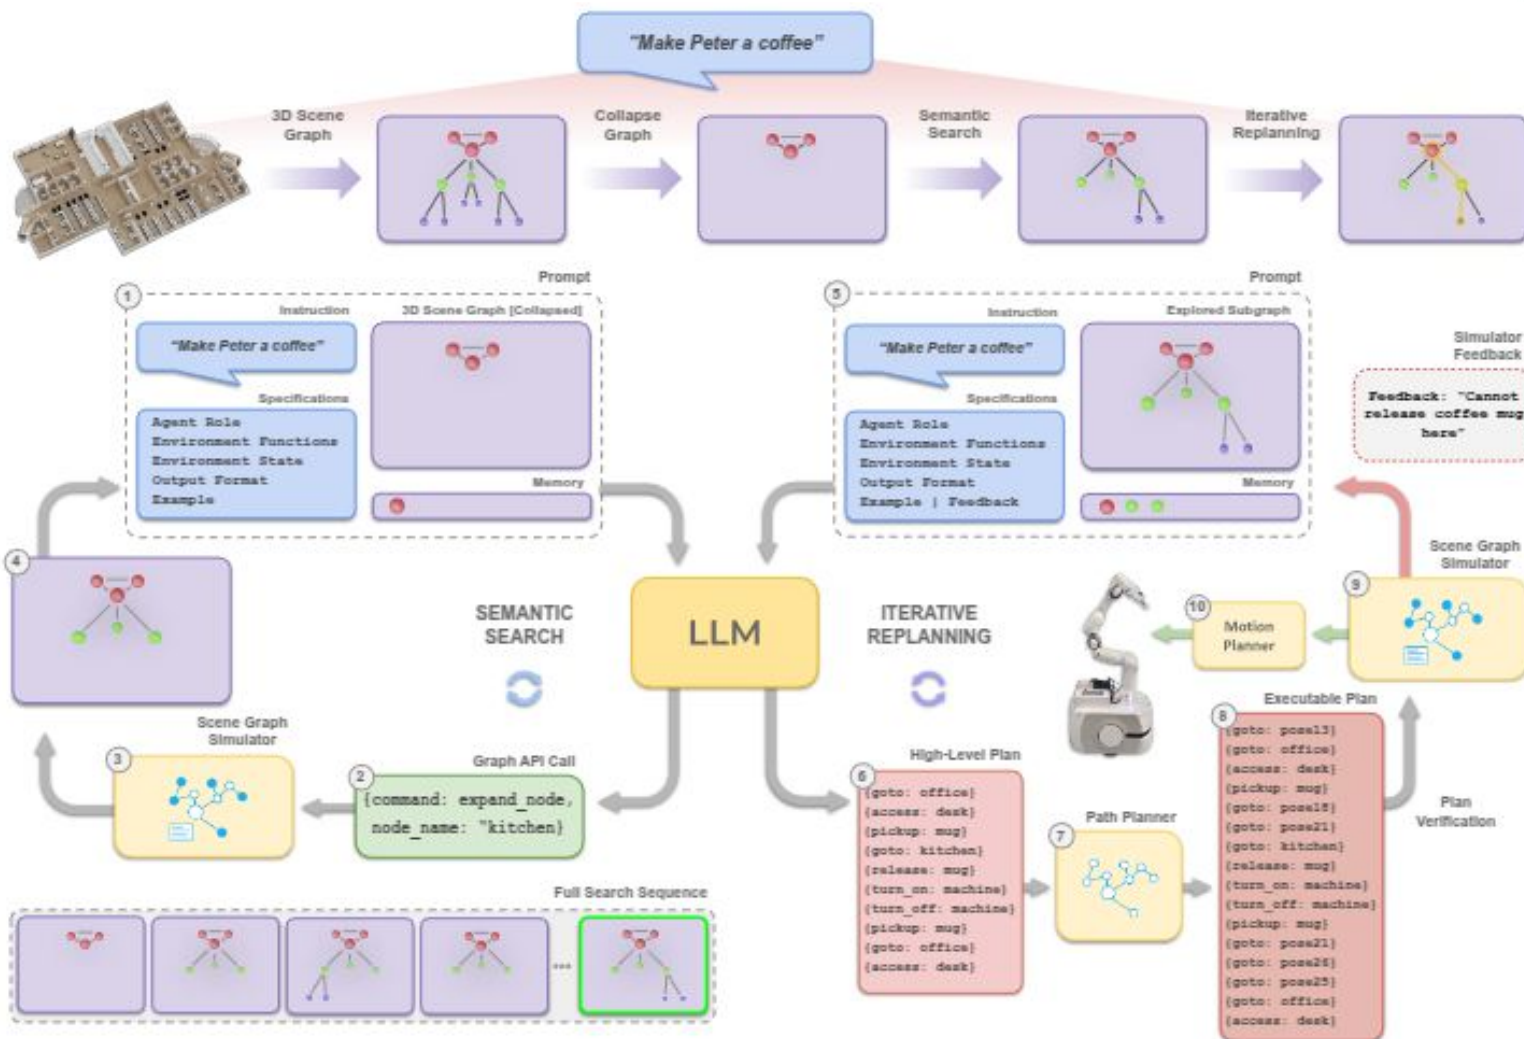 “Make Peter a coffee”
3D Scene
Graph
Collapse
Graph
Semantic
Search
Iterative
Replanning
Prompt
1
Instruction
3D Scene Graph [Collapsed]
“Make Peter a coffee”
Specifications
Agent Role
Environment Functions
Environment State
Output Format
Example
Memory
Prompt
5
Instruction
Explored Subgraph
“Make Peter a coffee”
Specifications
Agent Role
Environment Functions
Environment State
Output Format
Example | Feedback
Memory
Simulator
Feedback
Feedback: "Cannot
release coffee mug
here"
4
SEMANTIC
SEARCH
LLM
ITERATIVE
REPLANNING
Scene Graph
Simulator
9
10
Motion
Planner
Scene Graph
Simulator
3
Graph API Call
2
{command: expand_node,
node_name: "kitchen}
High-Level Plan
6
{goto: office}
{access: desk}
{pickup: mug}
{goto: kitchen}
{release: mug}
{turn_on: machine}
{turn_off: machine}
{pickup: mug}
{goto: office}
{access: desk}
Path Planner
7
Executable Plan
8
{goto: pose13}
{goto: office}
{access: desk}
{pickup: mug}
{goto: pose18}
{goto: pose21}
{goto: kitchen}
{release: mug}
{turn_on: machine}
{turn_off: machine}
{pickup: mug}
{goto: pose21}
{goto: pose26}
{goto: pose25}
{goto: office}
{access: desk}
Plan
Verification
Full Search Sequence
...